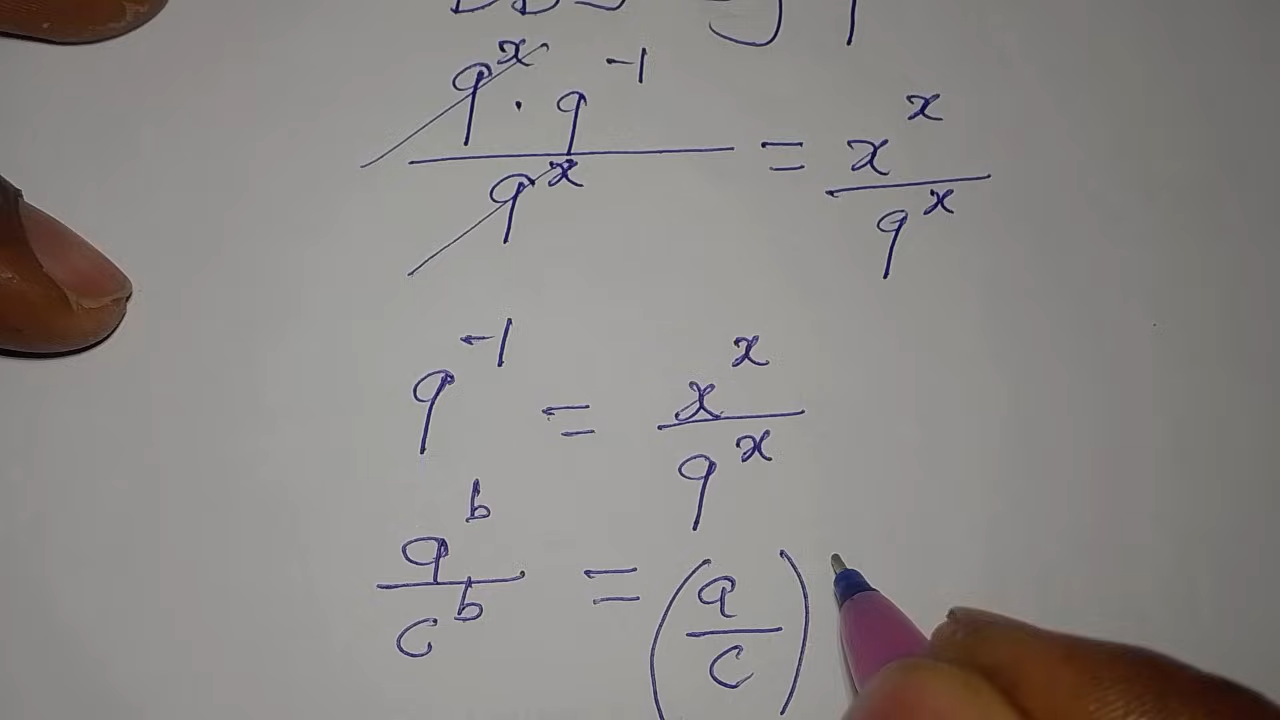 9^x · 9^-1 / 9^x = x^x / 9^x
9^-1 = x^x / 9^x
a^b / c^b = (a / c)